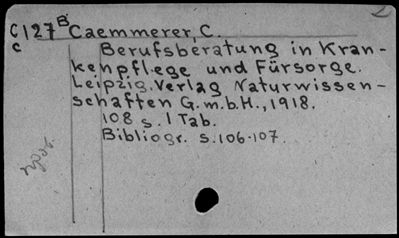 C127B Caemmerer, C.
c Berufsberatung in Kran-
kenpflege und Fürsorge.
Leipzig. Verlag Naturwissen-
schaften G.m.b.H., 1918.
108 s. 1 Tab.
Bibliogr. s.106-107.